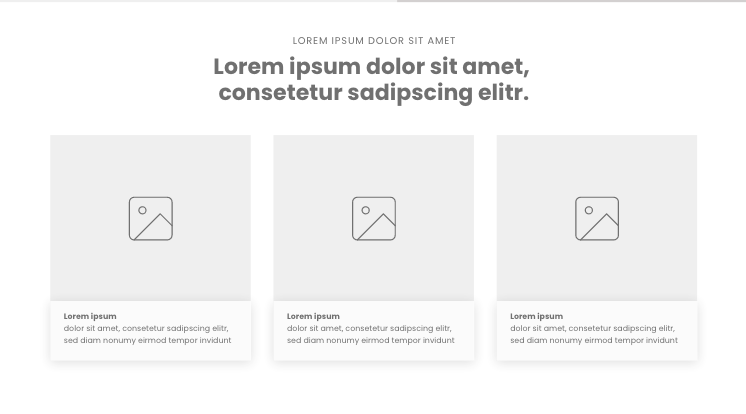 LOREM IPSUM DOLOR SIT AMET
Lorem ipsum dolor sit amet,
consetetur sadipscing elitr.
Lorem ipsum
dolor sit amet, consetetur sadipscing elitr,
sed diam nonumy eirmod tempor invidunt
Lorem ipsum
dolor sit amet, consetetur sadipscing elitr,
sed diam nonumy eirmod tempor invidunt
Lorem ipsum
dolor sit amet, consetetur sadipscing elitr,
sed diam nonumy eirmod tempor invidunt